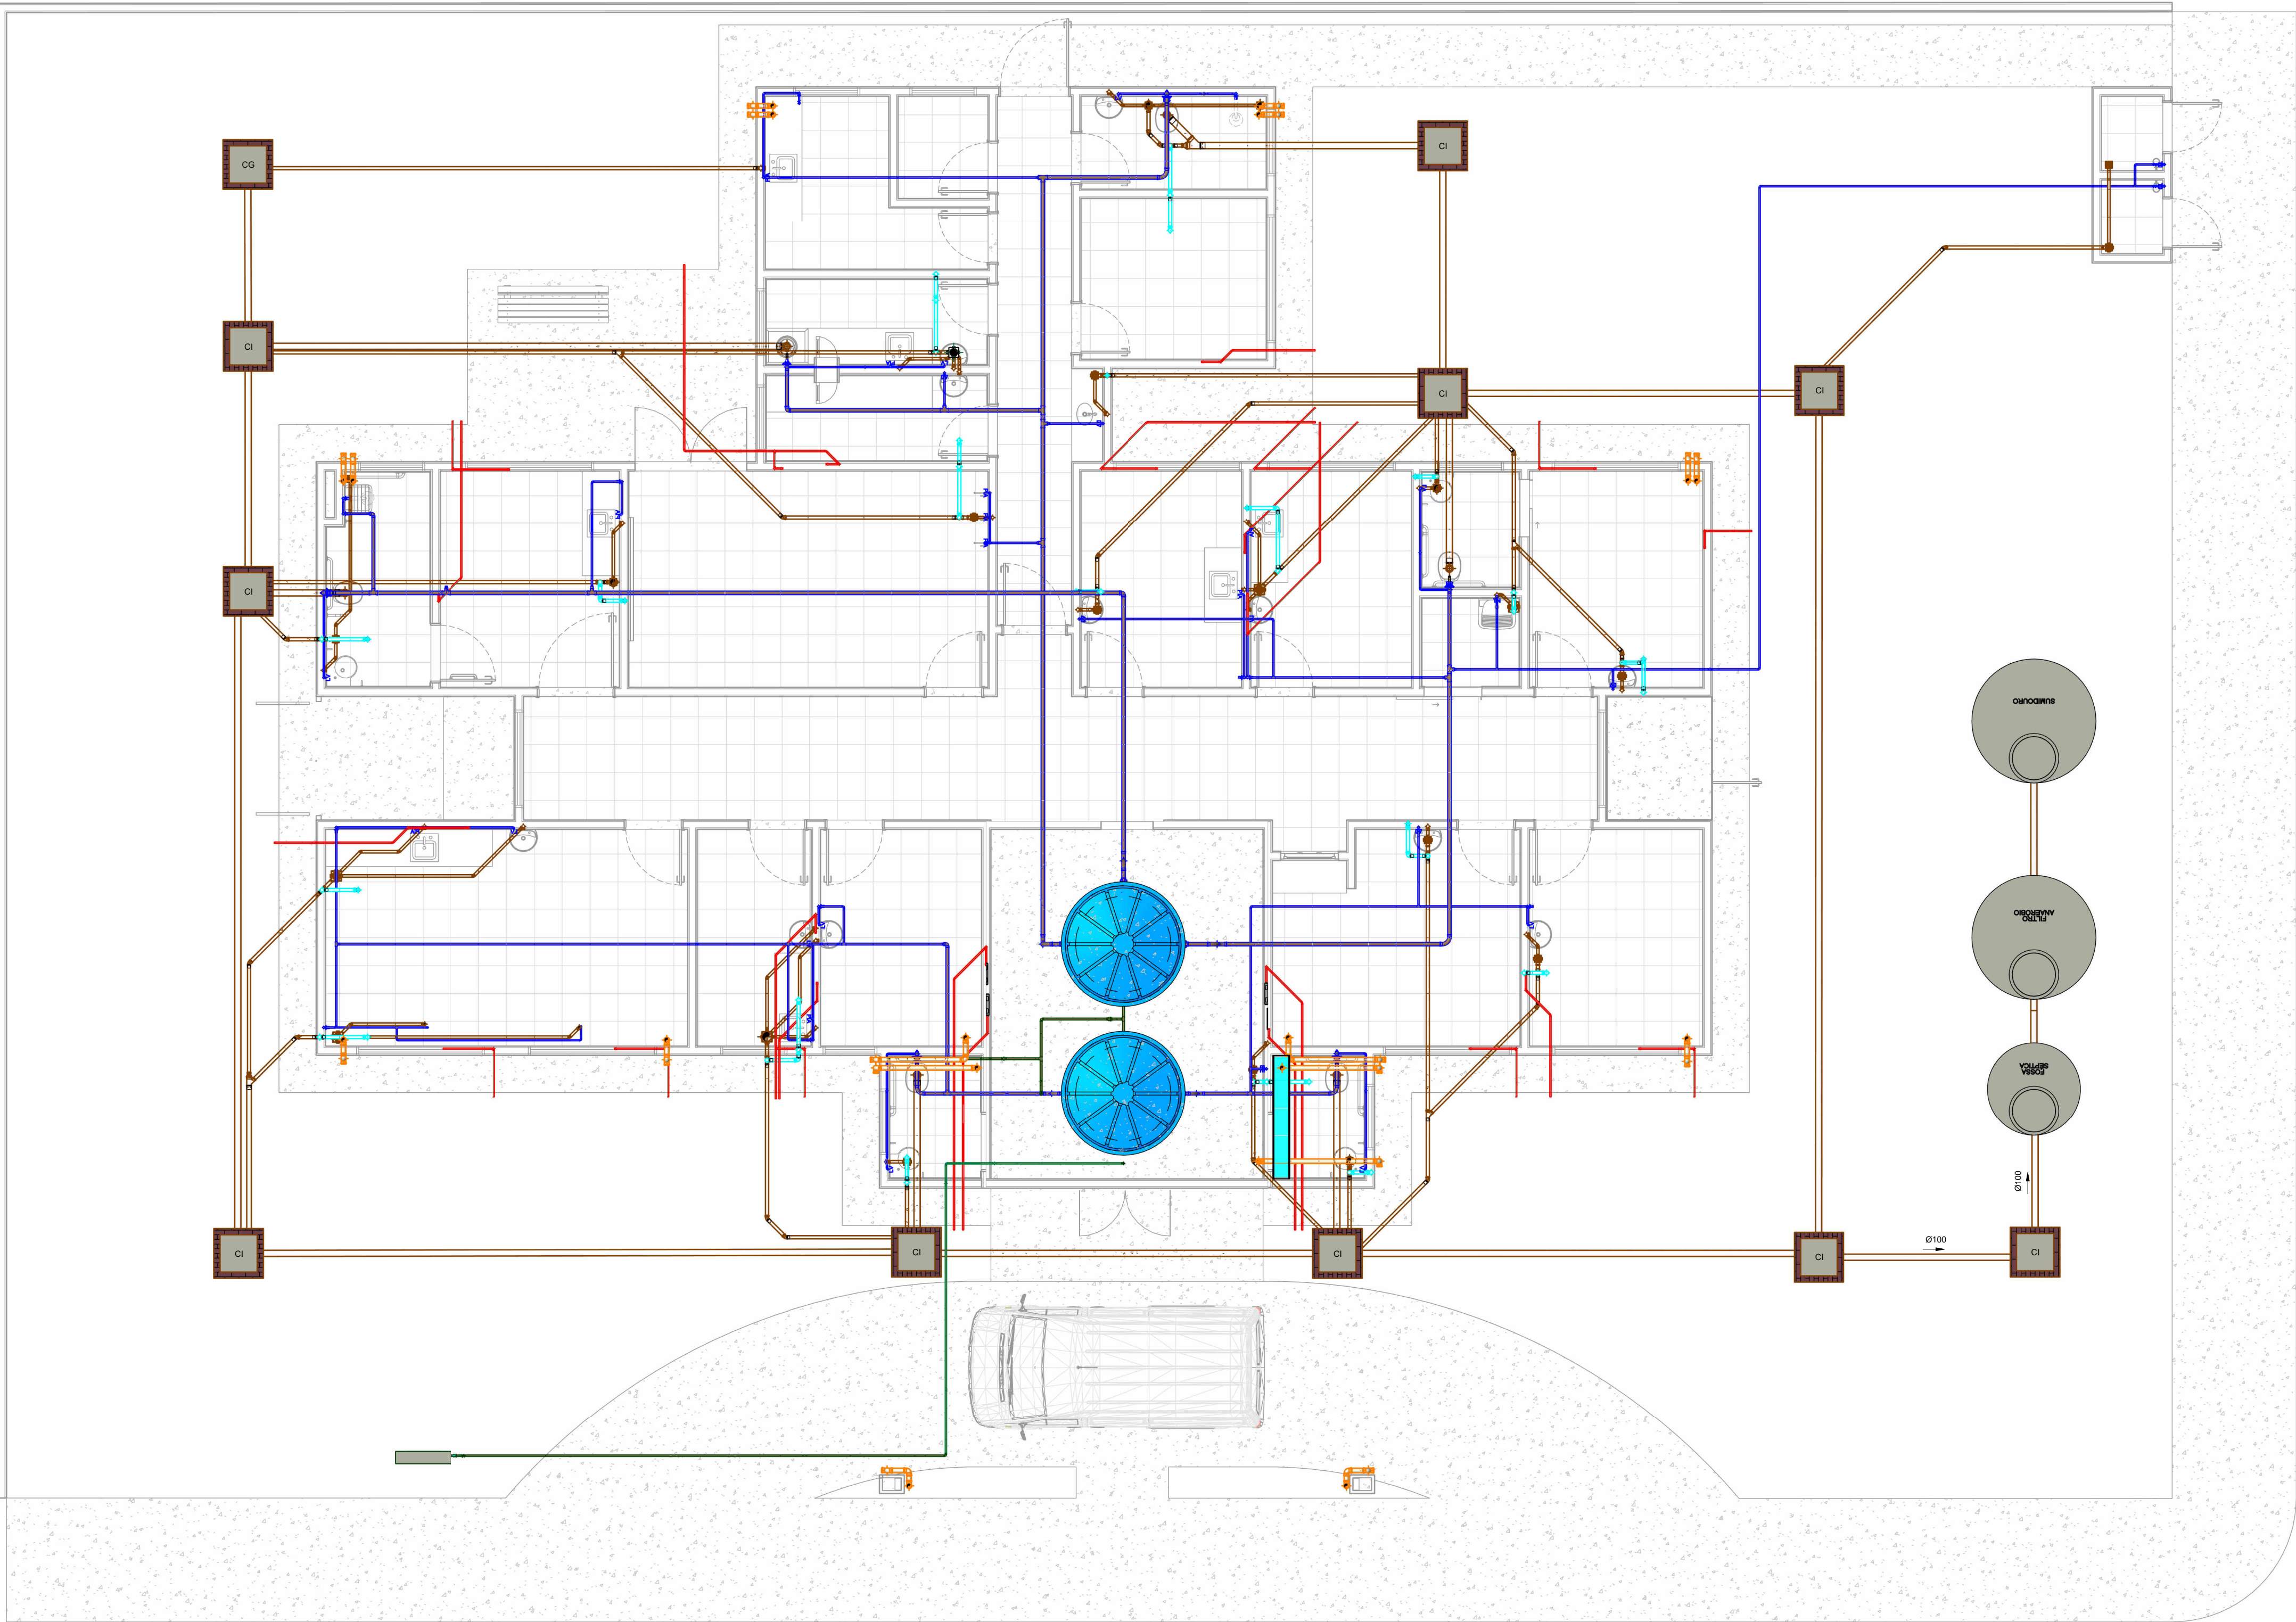 CG
CI
CI
CI
CI
CI
SUMIDOURO
FILTRO
ANAERÓBIO
FOSSA
SÉPTICA
Ø100
CI
CI
CI
CI
Ø100
CI